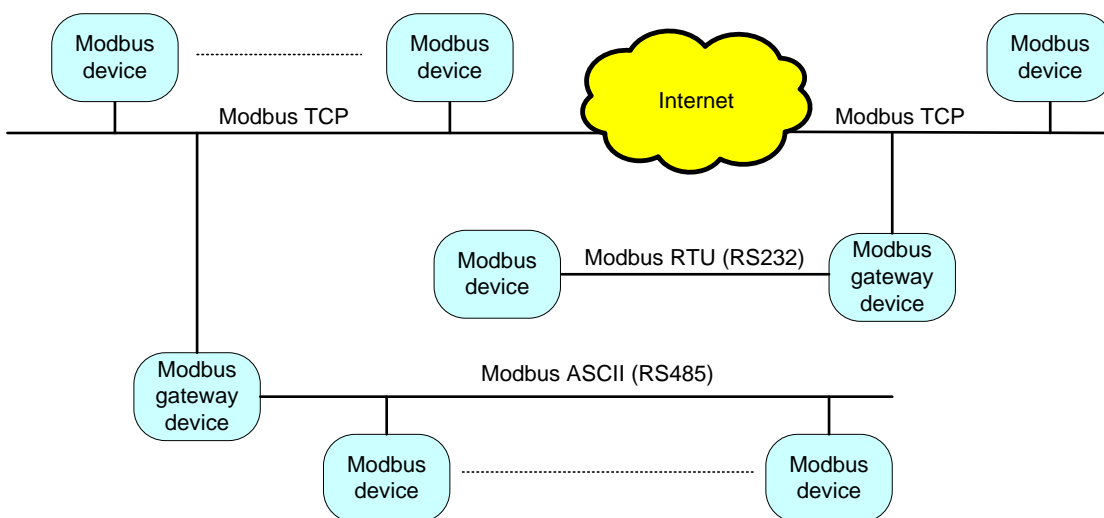 Modbus
device
Modbus
device
Internet
Modbus
device
Modbus TCP
Modbus TCP
Modbus
device
Modbus RTU (RS232)
Modbus
gateway
device
Modbus
gateway
device
Modbus ASCII (RS485)
Modbus
device
Modbus
device